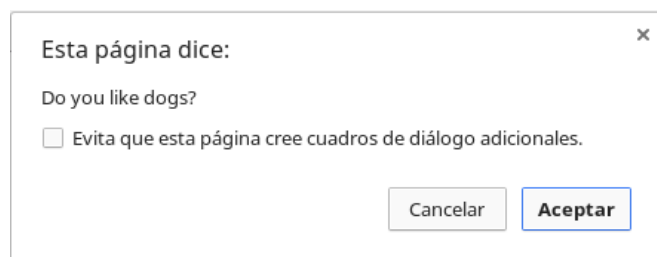 Esta página dice:
Do you like dogs?
Evita que esta página cree cuadros de diálogo adicionales.
Cancelar Aceptar